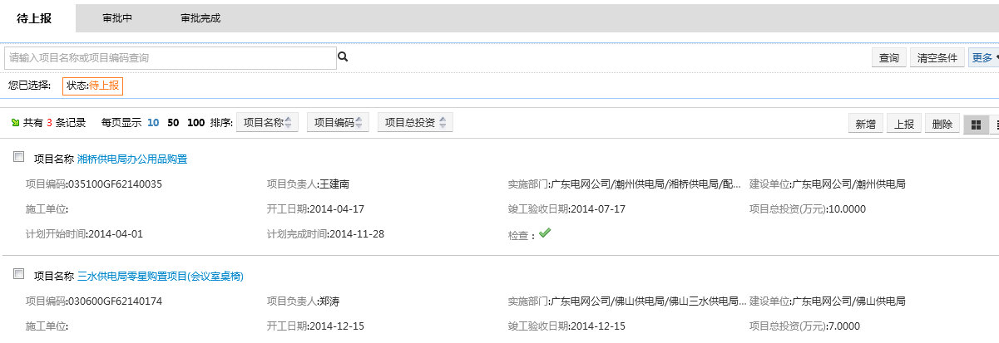 待上报 审批中 审批完成
请输入项目名称或项目编码查询 查询 清空条件 更多
您已选择: 状态:待上报
共有 3 条记录 每页显示 10 50 100 排序: 项目名称 项目编码 项目总投资 新增 上报 删除
项目名称 湘桥供电局办公用品购置
项目编码:035100GF62140035 项目负责人:王建南 实施部门:广东电网公司/潮州供电局/湘桥供电局/配... 建设单位:广东电网公司/潮州供电局
施工单位: 开工日期:2014-04-17 竣工验收日期:2014-07-17 项目总投资(万元):10.0000
计划开始时间:2014-04-01 计划完成时间:2014-11-28 检查：
项目名称 三水供电局零星购置项目(会议室桌椅)
项目编码:030600GF62140174 项目负责人:郑涛 实施部门:广东电网公司/佛山供电局/佛山三水供电局... 建设单位:广东电网公司/佛山供电局
施工单位: 开工日期:2014-12-15 竣工验收日期:2014-12-15 项目总投资(万元):7.0000